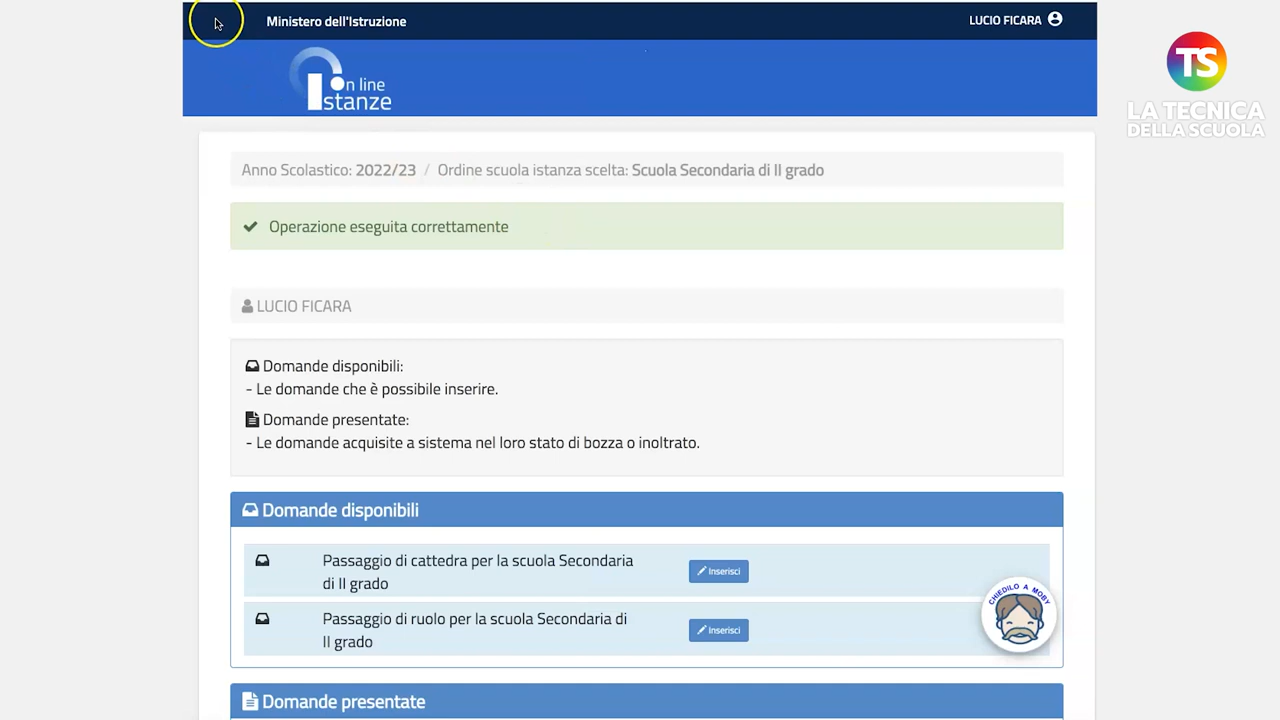 Ministero dell'Istruzione
LUCIO FICARA
On line
Istanze
TS
LA TECNICA
DELLA SCUOLA
Anno Scolastico: 2022/23 / Ordine scuola istanza scelta: Scuola Secondaria di II grado
Operazione eseguita correttamente
LUCIO FICARA
Domande disponibili:
- Le domande che è possibile inserire.
Domande presentate:
- Le domande acquisite a sistema nel loro stato di bozza o inoltrato.
Domande disponibili
Passaggio di cattedra per la scuola Secondaria
di II grado
Inserisci
Passaggio di ruolo per la scuola Secondaria di
II grado
Inserisci
CHIEDILO A MOBY
Domande presentate